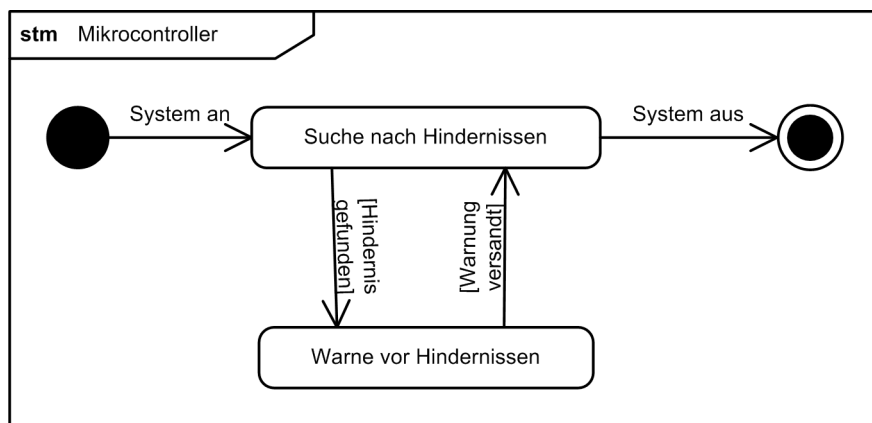 stm Mikrocontroller
System an
Suche nach Hindernissen
System aus
[Hindernis
gefunden]
[Warnung
versandt]
Warne vor Hindernissen